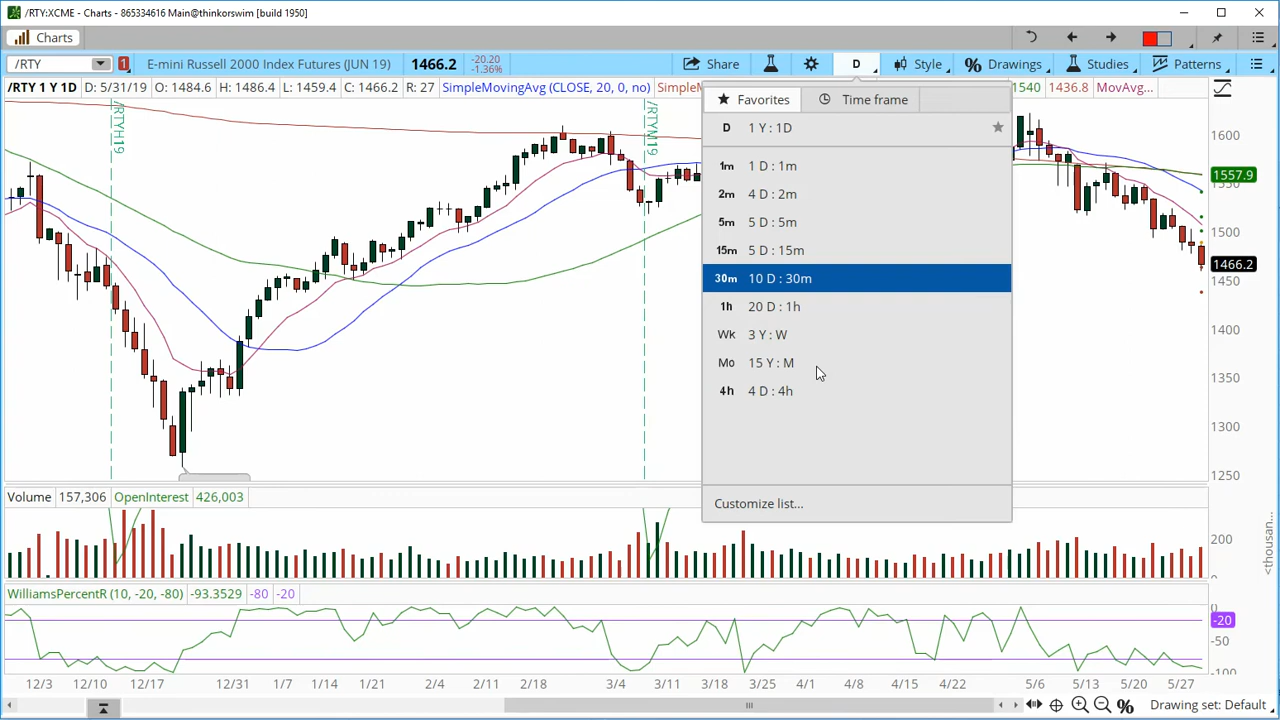 /RTY:XCME - Charts - 865334616 Main@thinkorswim [build 1950]
Charts
/RTY
1
E-mini Russell 2000 Index Futures (JUN 19)
1466.2
-20.20
-1.36%
Share
D
Style
Drawings
Studies
Patterns
/RTY 1 Y 1D
D: 5/31/19
O: 1484.6
H: 1486.4
L: 1459.4
C: 1466.2
R: 27
SimpleMovingAvg (CLOSE, 20, 0, no)
1540
1436.8
MovAvg...
Favorites
Time frame
D 1 Y : 1D
1m 1 D : 1m
2m 4 D : 2m
5m 5 D : 5m
15m 5 D : 15m
30m 10 D : 30m
1h 20 D : 1h
Wk 3 Y : W
Mo 15 Y : M
4h 4 D : 4h
Customize list...
/RTYH19
/RTYM19
1600
1557.9
1500
1466.2
1400
1350
1300
1250
Volume 157,306 OpenInterest 426,003
200
<thousan...
WilliamsPercentR (10, -20, -80) -93.3529 -80 -20
0
-20
-50
-100
12/3 12/10 12/17 12/31 1/7 1/14 1/21 2/4 2/11 2/18 3/4 3/11 3/18 3/25 4/1 4/8 4/15 4/22 5/6 5/13 5/20 5/27
Drawing set: Default